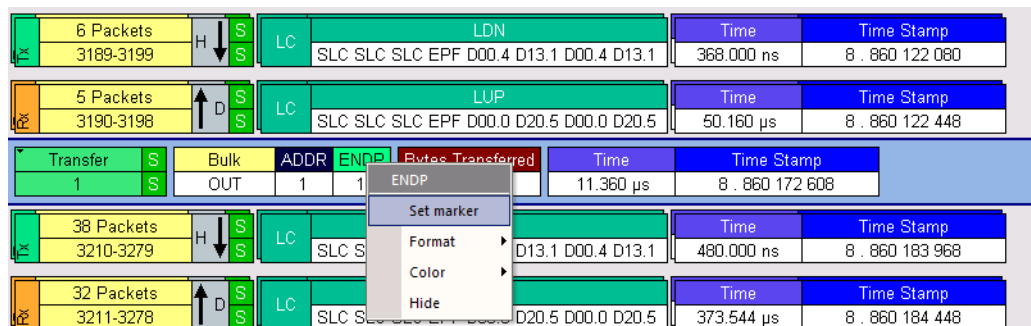 6 Packets H S LC LDN Time Time Stamp
Tx 3189-3199 S SLC SLC SLC EPF D00.4 D13.1 D00.4 D13.1 368.000 ns 8 . 860 122 080
5 Packets D S LC LUP Time Time Stamp
Rx 3190-3198 S SLC SLC SLC EPF D00.0 D20.5 D00.0 D20.5 50.160 µs 8 . 860 122 448
Transfer S Bulk ADDR ENDP Bytes Transferred Time Time Stamp
1 S OUT 1 1 11.360 µs 8 . 860 172 608
ENDP
Set marker
Format
Color
Hide
38 Packets H S LC Time Time Stamp
Tx 3210-3279 S SLC S D13.1 D00.4 D13.1 480.000 ns 8 . 860 183 968
32 Packets D S LC Time Time Stamp
Rx 3211-3278 S SLC D20.5 D00.0 D20.5 373.544 µs 8 . 860 184 448